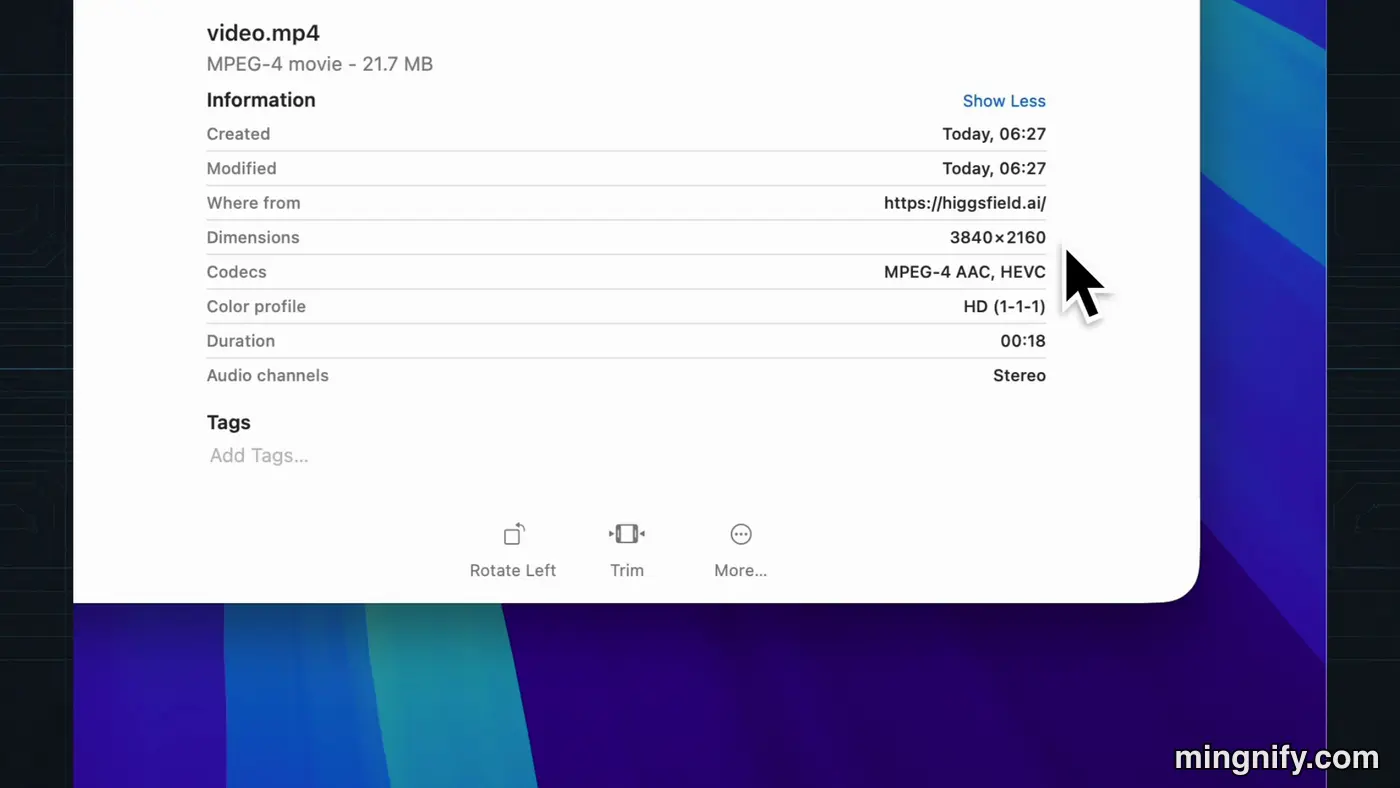 video.mp4
MPEG-4 movie - 21.7 MB
Information Show Less
Created Today, 06:27
Modified Today, 06:27
Where from https://higgsfield.ai/
Dimensions 3840×2160
Codecs MPEG-4 AAC, HEVC
Color profile HD (1-1-1)
Duration 00:18
Audio channels Stereo
Tags
Add Tags...
Rotate Left Trim More...
mingnify.com